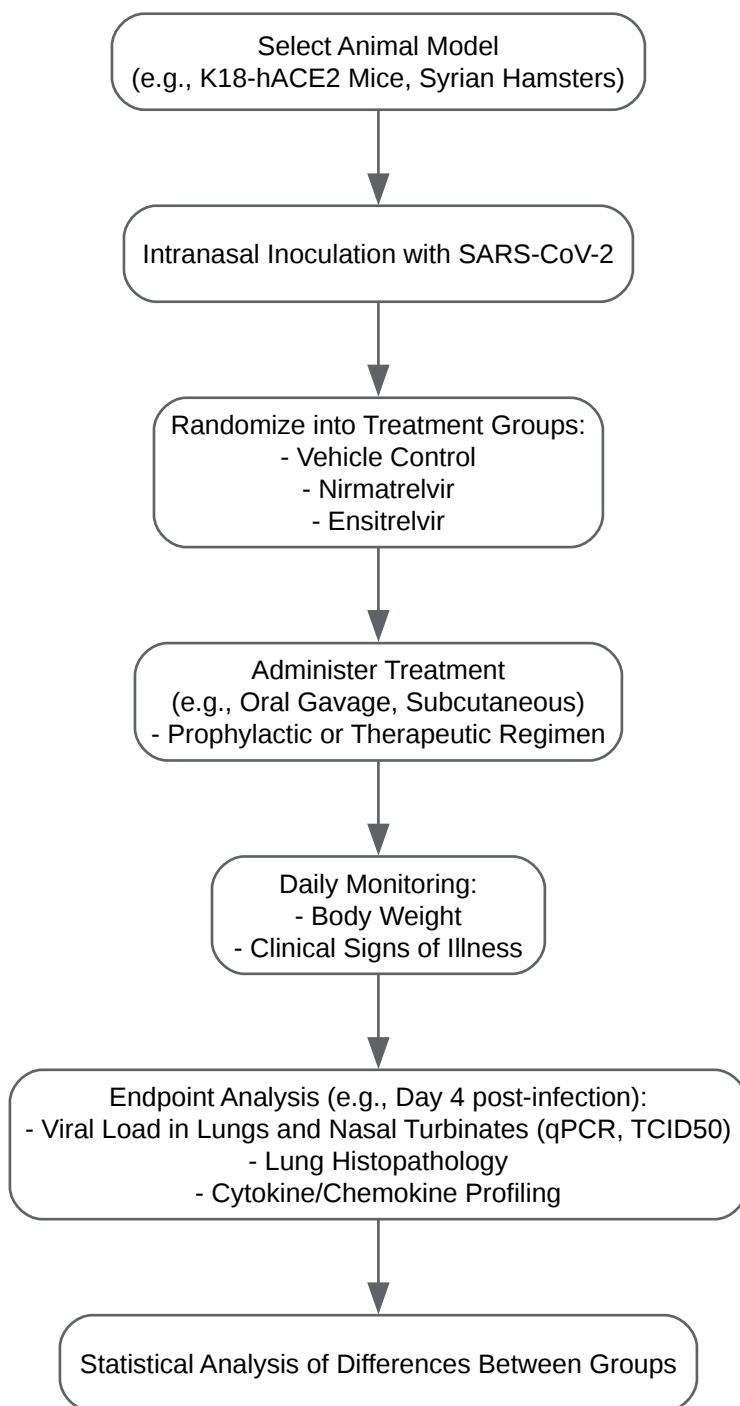 Select Animal Model
(e.g., K18-hACE2 Mice, Syrian Hamsters)
Intranasal Inoculation with SARS-CoV-2
Randomize into Treatment Groups:
- Vehicle Control
- Nirmatrelvir
- Ensitrelvir
Administer Treatment
(e.g., Oral Gavage, Subcutaneous)
- Prophylactic or Therapeutic Regimen
Daily Monitoring:
- Body Weight
- Clinical Signs of Illness
Endpoint Analysis (e.g., Day 4 post-infection):
- Viral Load in Lungs and Nasal Turbinates (qPCR, TCID50)
- Lung Histopathology
- Cytokine/Chemokine Profiling
Statistical Analysis of Differences Between Groups